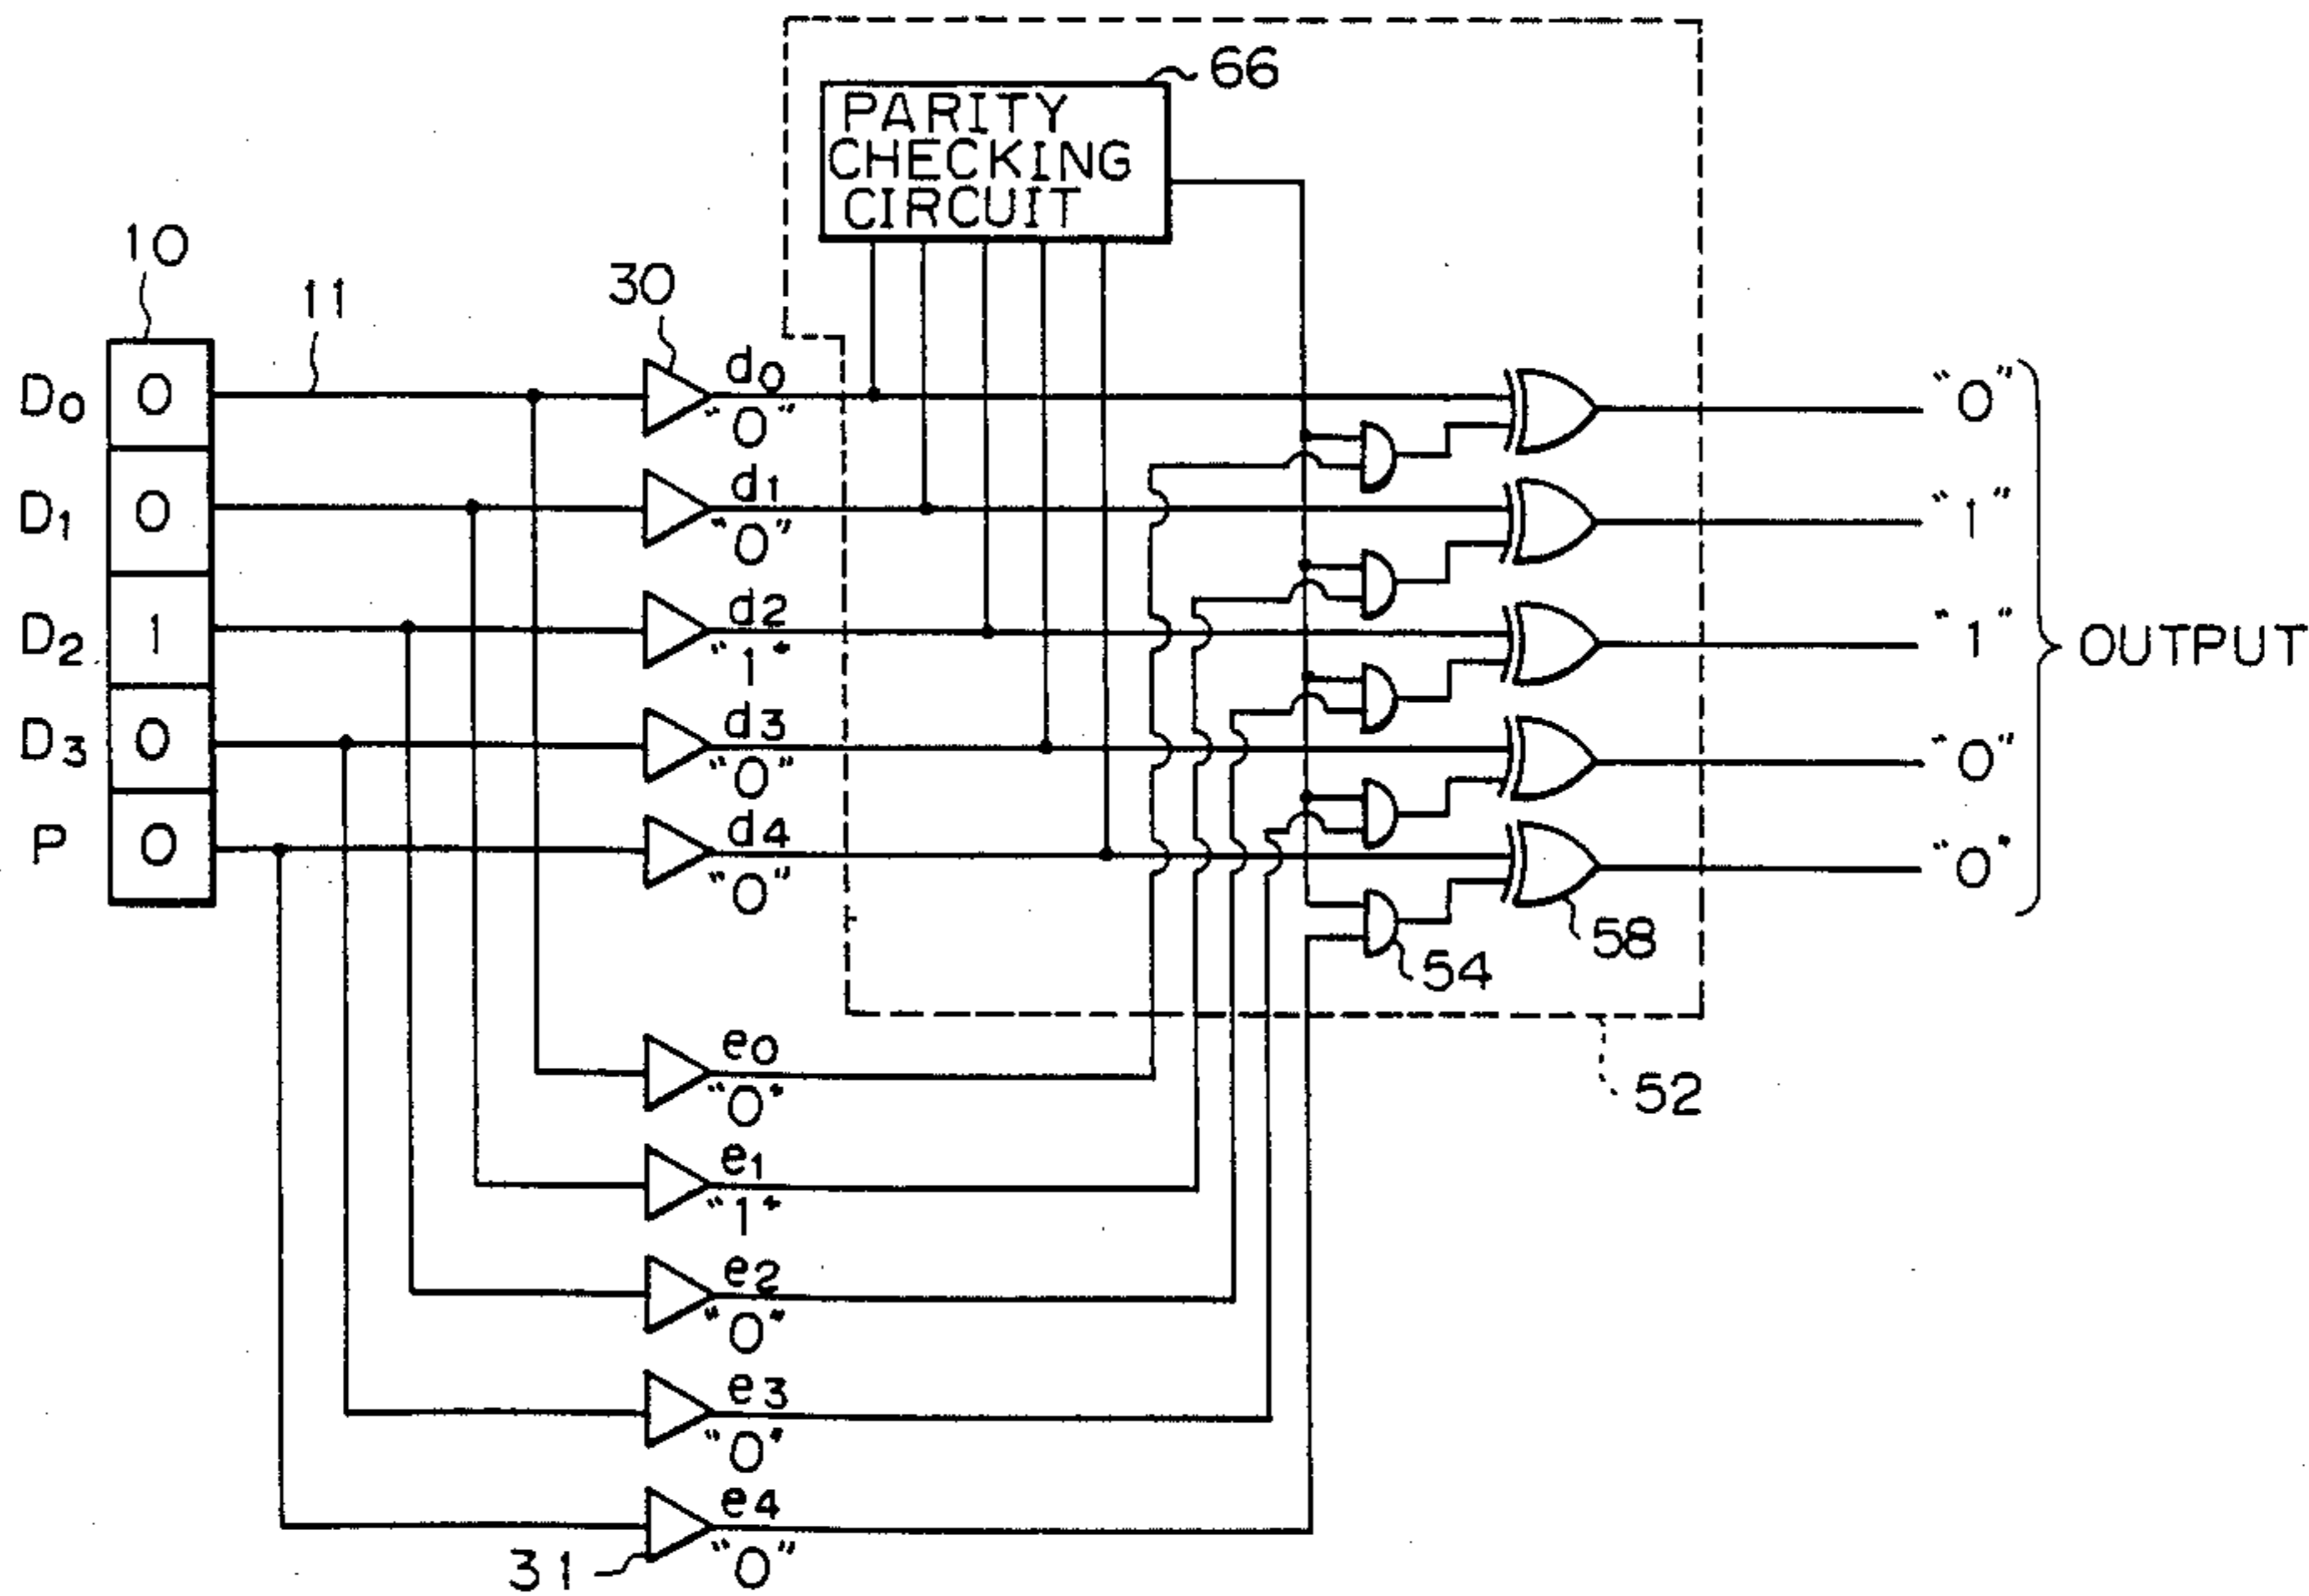 66
PARITY
CHECKING
CIRCUIT
10
11
30
D0 0 d0 "0" "0"
D1 0 d1 "0" "1"
D2 1 d2 "1" "1" OUTPUT
D3 0 d3 "0" "0"
P 0 d4 "0" "0"
58
54
52
e0
"0"
e1
"1"
e2
"0"
e3
"0"
e4
"0"
31